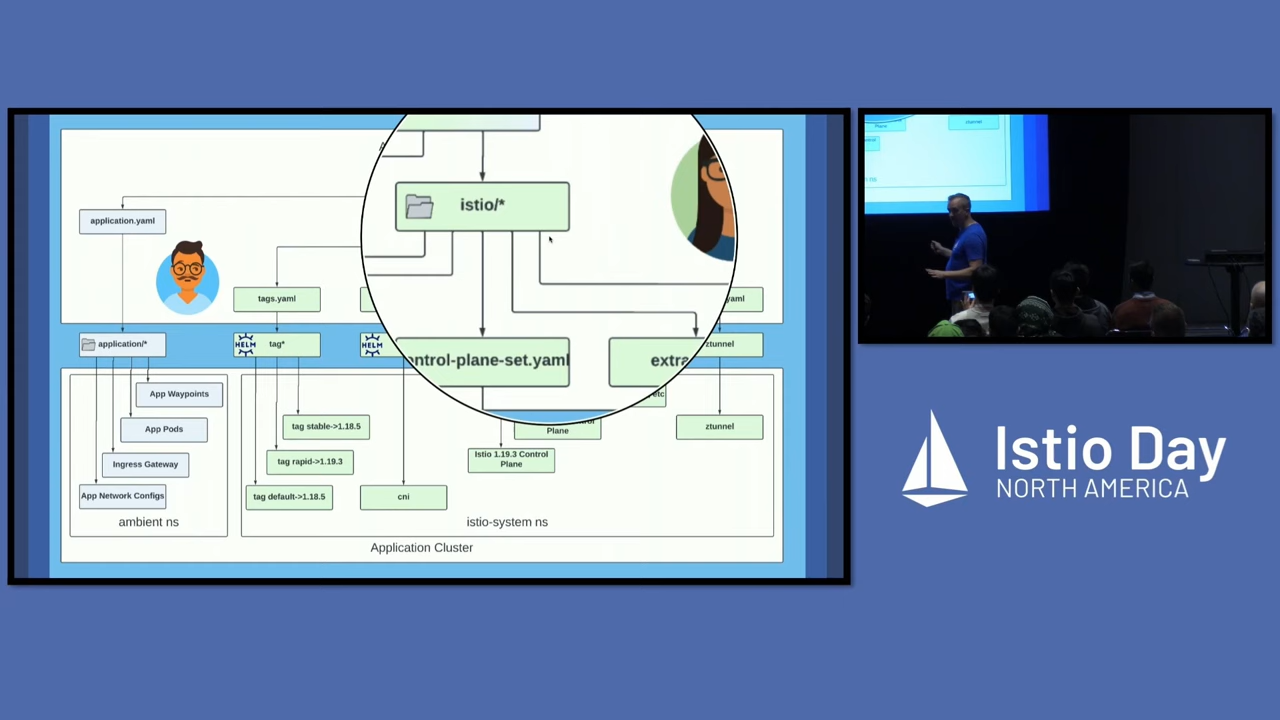 application.yaml
istio/*
tags.yaml
yaml
application/*
HELM
tag*
HELM
ontrol-plane-set.yaml
extra
ztunnel
App Waypoints
etc
App Pods
tag stable->1.18.5
Plane
ztunnel
Ingress Gateway
tag rapid->1.19.3
Istio 1.19.3 Control
Plane
App Network Configs
tag default->1.18.5
cni
ambient ns
istio-system ns
Application Cluster
Plane
channel
Istio Day
NORTH AMERICA